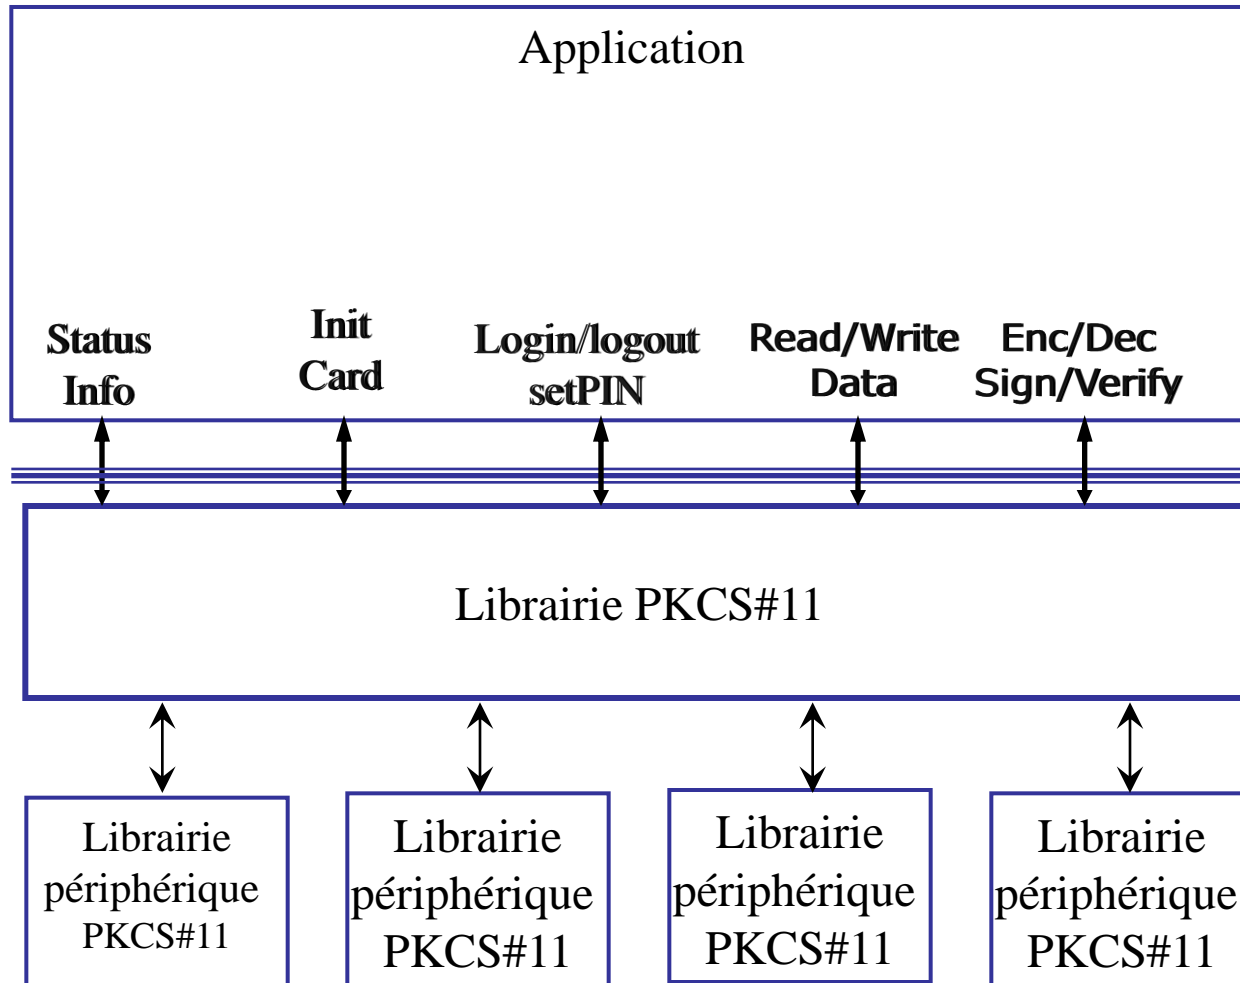 Application
Status
Info
Init
Card
Login/logout
setPIN
Read/Write
Data
Enc/Dec
Sign/Verify
Librairie PKCS#11
Librairie
périphérique
PKCS#11
Librairie
périphérique
PKCS#11
Librairie
périphérique
PKCS#11
Librairie
périphérique
PKCS#11